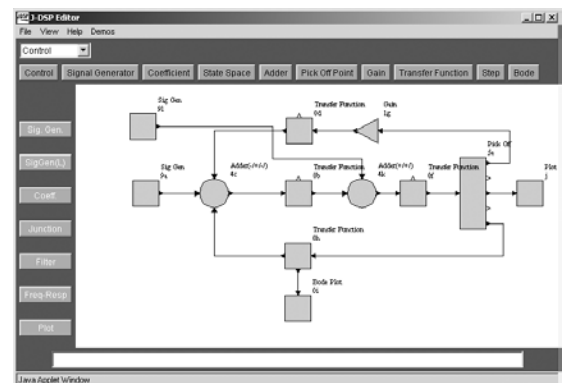 J-DSP Editor
File View Help Demos
Control
Control Signal Generator Coefficient State Space Adder Pick Off Point Gain Transfer Function Step Bode
Sig. Gen.
SigGen(L)
Coeff
Junction
Filter
Freq-Resp
Plot
Sig Gen
Transfer Function
Gain
Sig Gen
Adder(-/+/-)
Transfer Function
Adder(+/+/)
Transfer Function
Pick Off
Plot
Transfer Function
Bode Plot
Java Applet Window